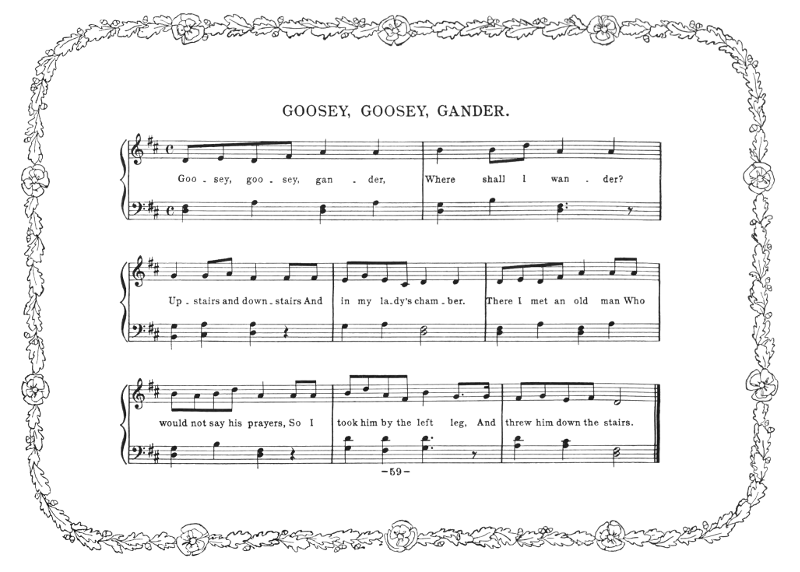 GOOSEY, GOOSEY, GANDER.
Goo - sey, goo - sey, gan - der, Where shall I wan - der?
Up - stairs and down - stairs And in my la-dy's cham - ber. There I met an old man Who
would not say his prayers, So I took him by the left leg, And threw him down the stairs.
-59-